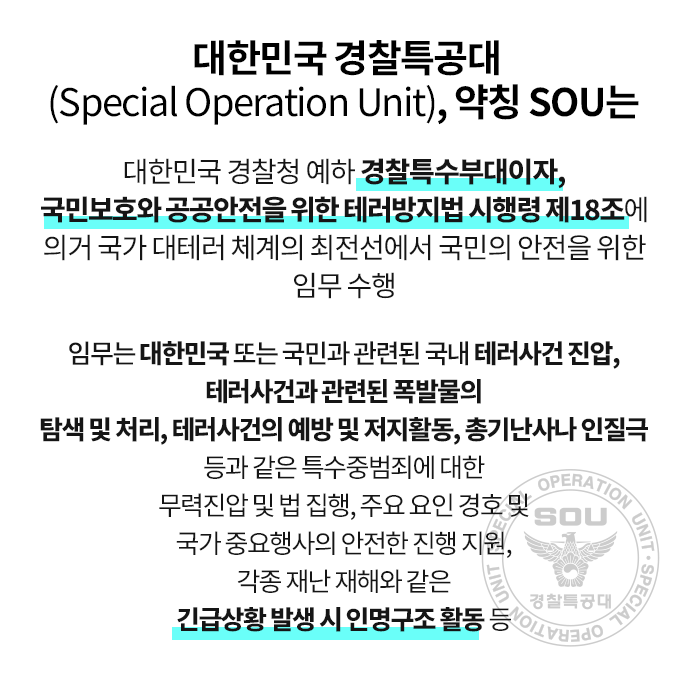 대한민국 경찰특공대
(Special Operation Unit), 약칭 SOU는
대한민국 경찰청 예하 경찰특수부대이자,
국민보호와 공공안전을 위한 테러방지법 시행령 제18조에
의거 국가 대테러 체계의 최전선에서 국민의 안전을 위한
임무 수행
임무는 대한민국 또는 국민과 관련된 국내 테러사건 진압,
테러사건과 관련된 폭발물의
탐색 및 처리, 테러사건의 예방 및 저지활동, 총기난사나 인질극
등과 같은 특수중범죄에 대한
무력진압 및 법 집행, 주요 요인 경호 및
국가 중요행사의 안전한 진행 지원,
각종 재난 재해와 같은
긴급상황 발생 시 인명구조 활동 등
SPECIAL OPERATION UNIT · SPECIAL OPERATION UNIT
SOU
경찰특공대